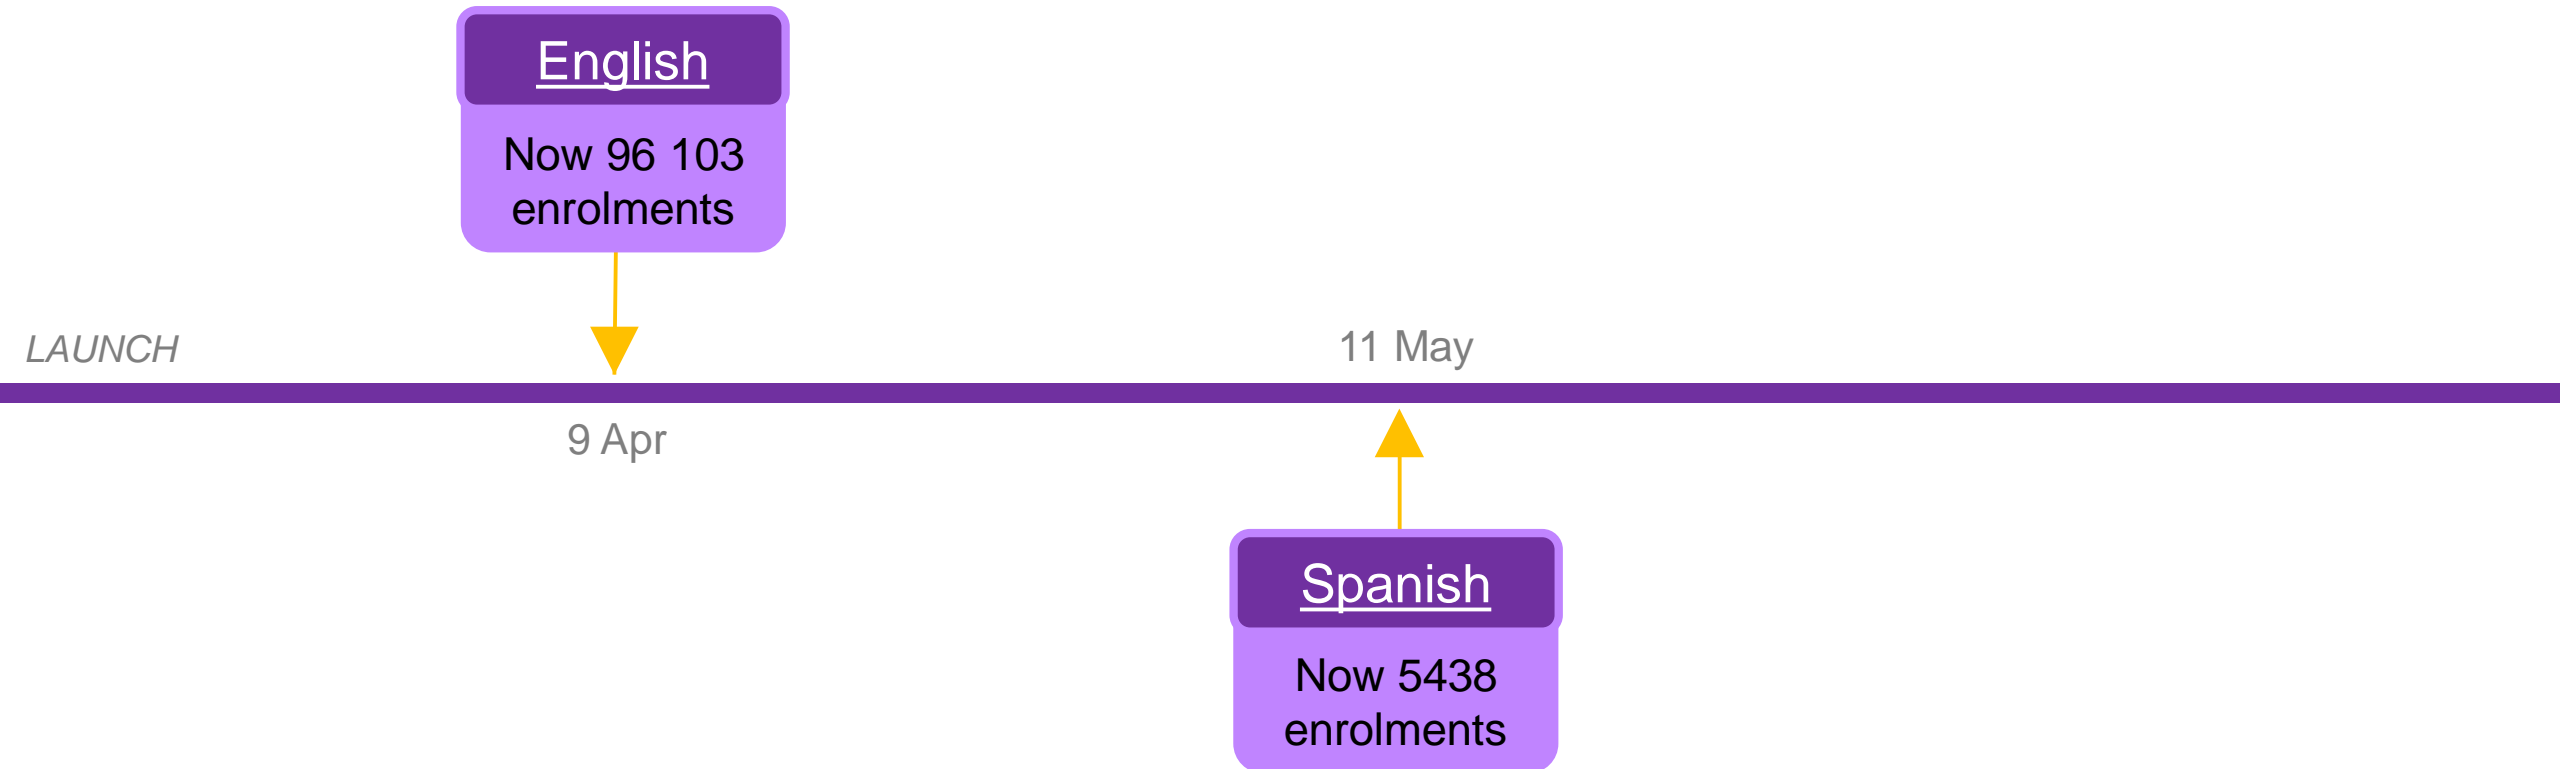 English
Now 96 103
enrolments
LAUNCH
11 May
9 Apr
Spanish
Now 5438
enrolments